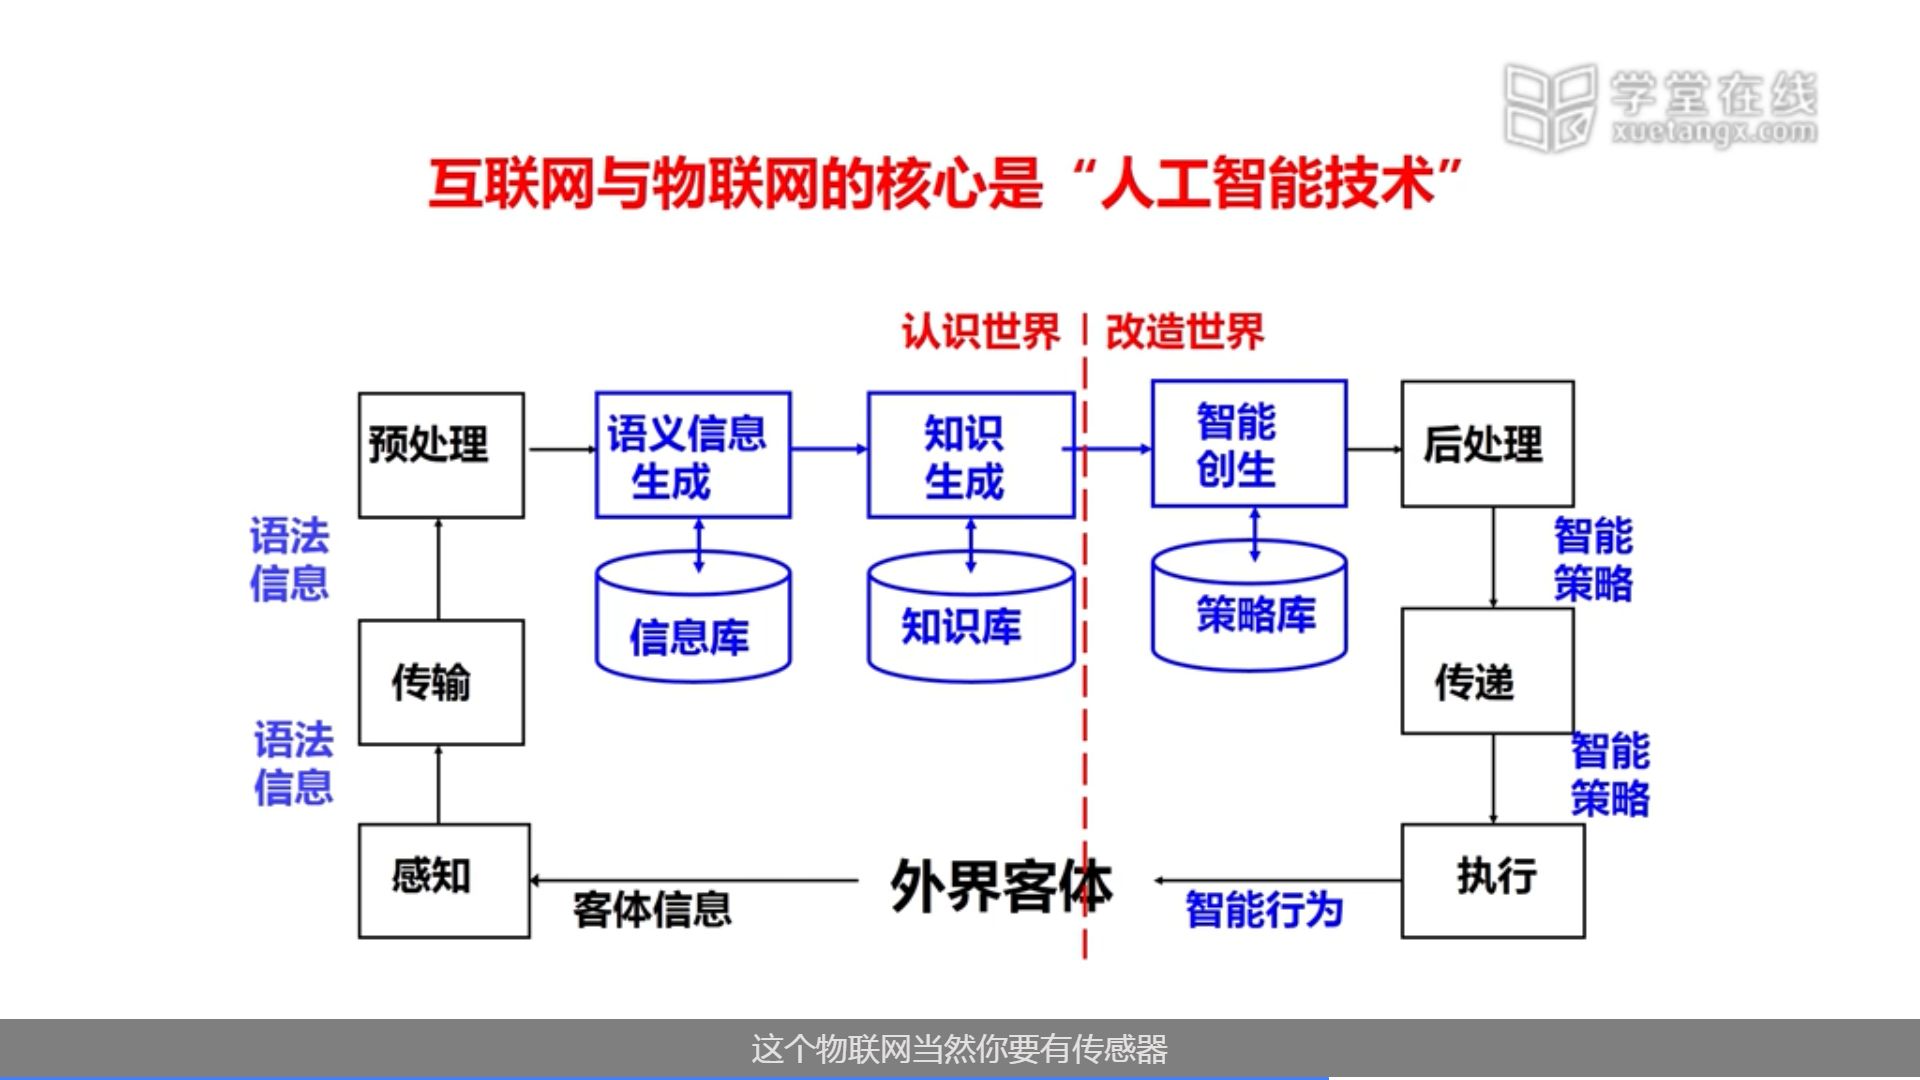 学堂在线
xuetangx.com
互联网与物联网的核心是“人工智能技术”
认识世界
改造世界
预处理
语义信息
生成
知识
生成
智能
创生
后处理
语法
信息
智能
策略
信息库
知识库
策略库
传输
传递
语法
信息
智能
策略
感知
客体信息
外界客体
智能行为
执行
这个物联网当然你要有传感器